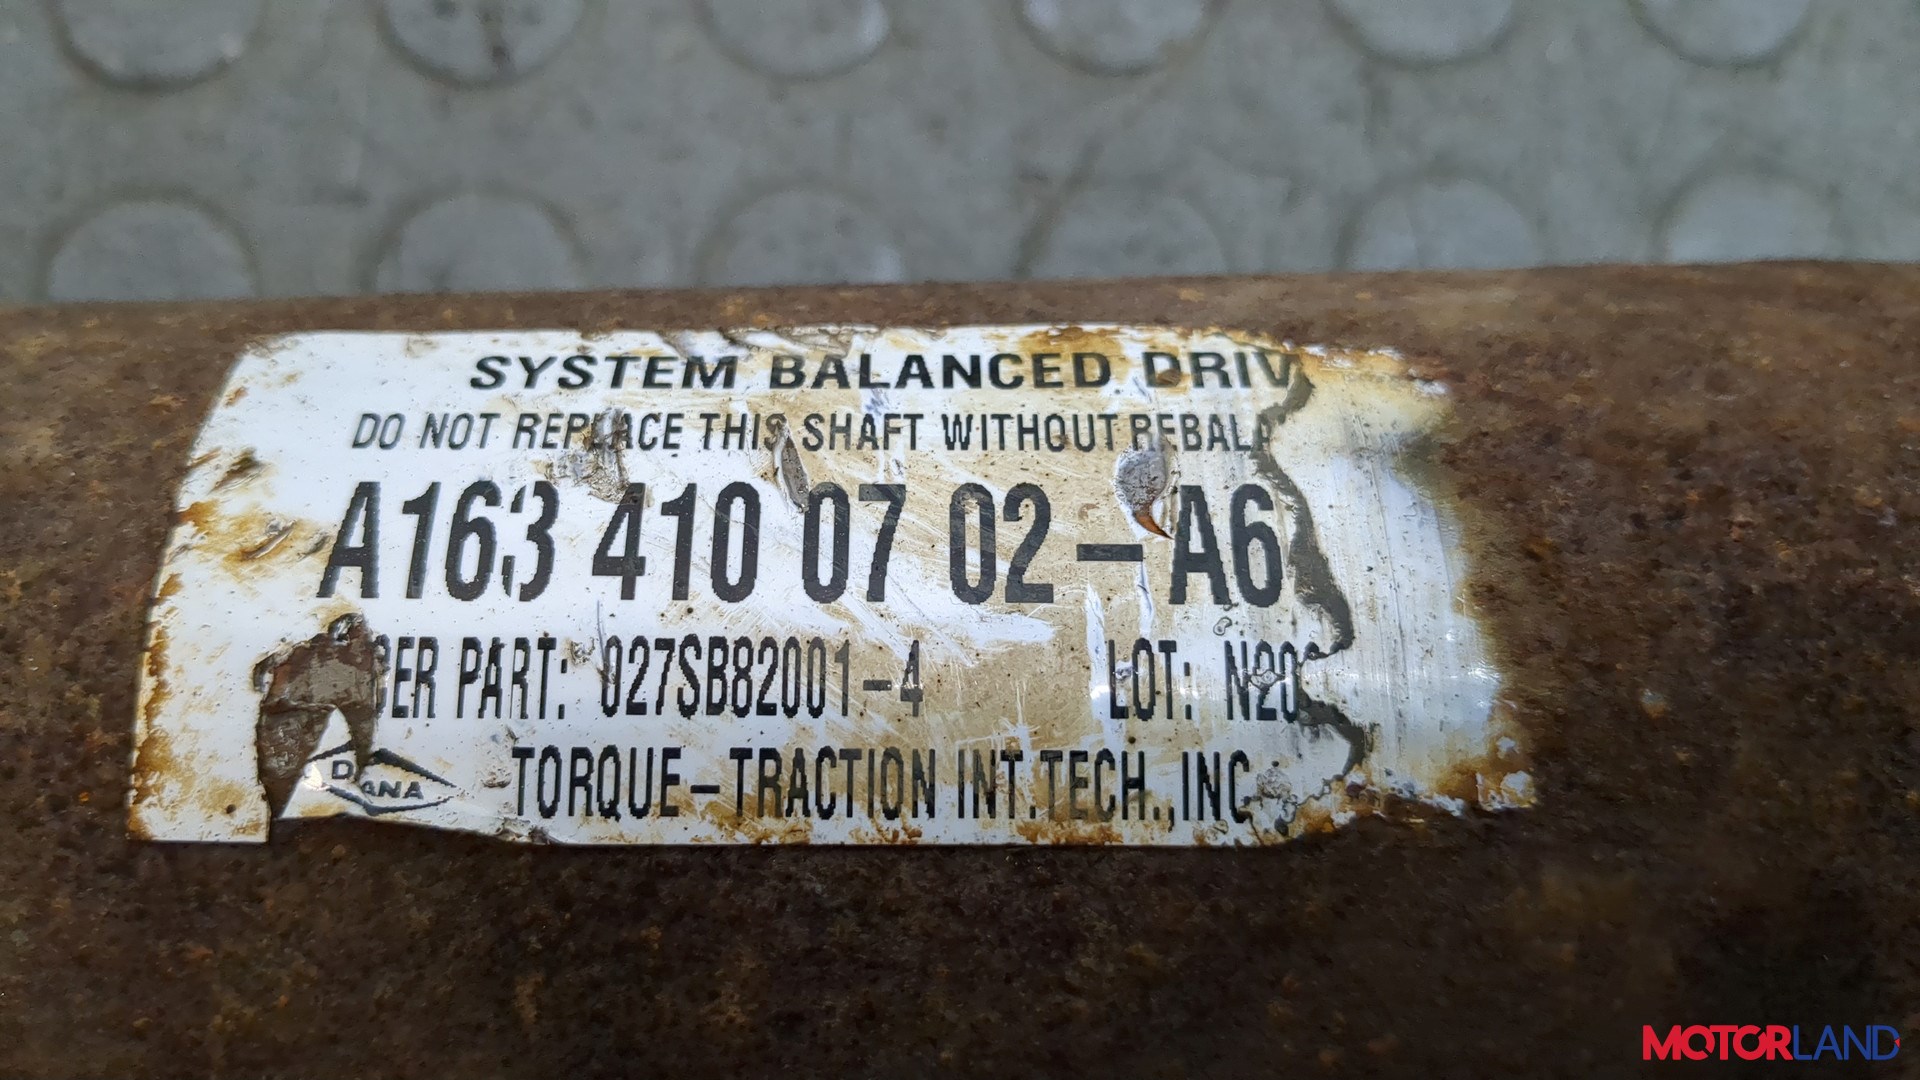 SYSTEM BALANCED DRIV
DO NOT REPLACE THIS SHAFT WITHOUT REBALA
A163 410 07 02-A6
CER PART: 027SB82001-4 LOT: N20
DANA TORQUE-TRACTION INT.TECH.,INC
MOTORLAND